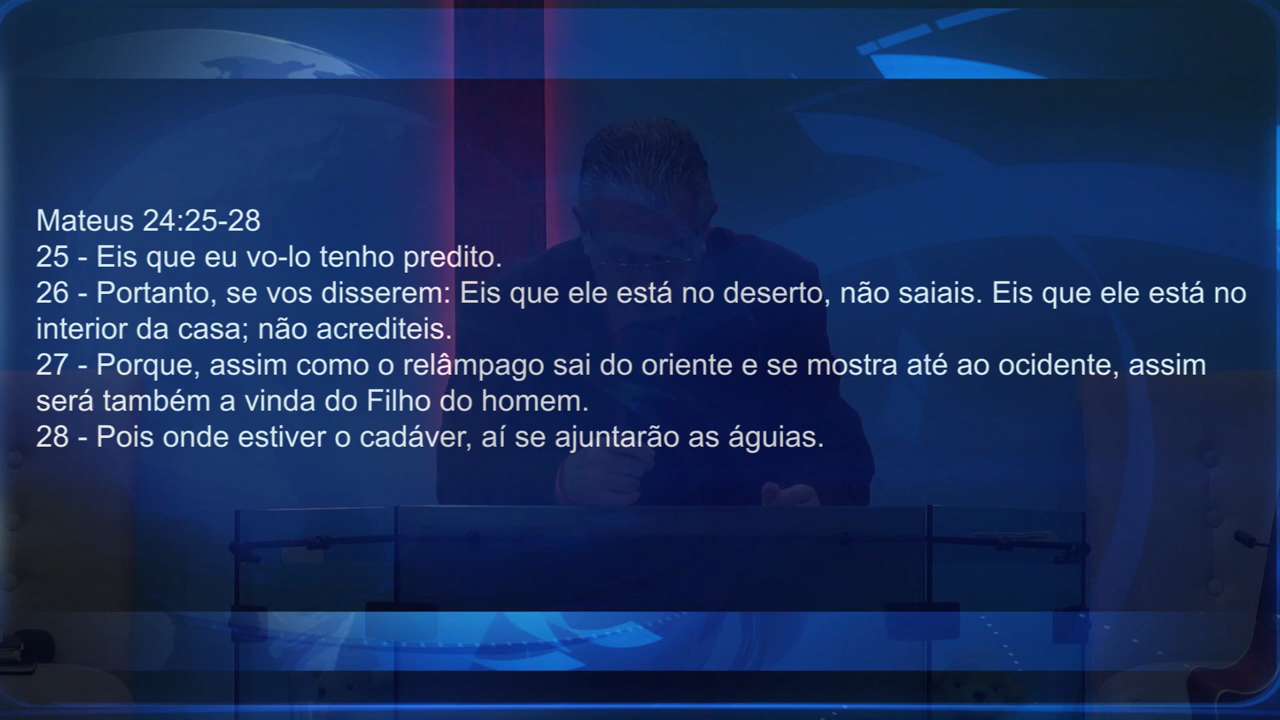 Mateus 24:25-28
25 - Eis que eu vo-lo tenho predito.
26 - Portanto, se vos disserem: Eis que ele está no deserto, não saiais. Eis que ele está no
interior da casa; não acrediteis.
27 - Porque, assim como o relâmpago sai do oriente e se mostra até ao ocidente, assim
será também a vinda do Filho do homem.
28 - Pois onde estiver o cadáver, aí se ajuntarão as águias.